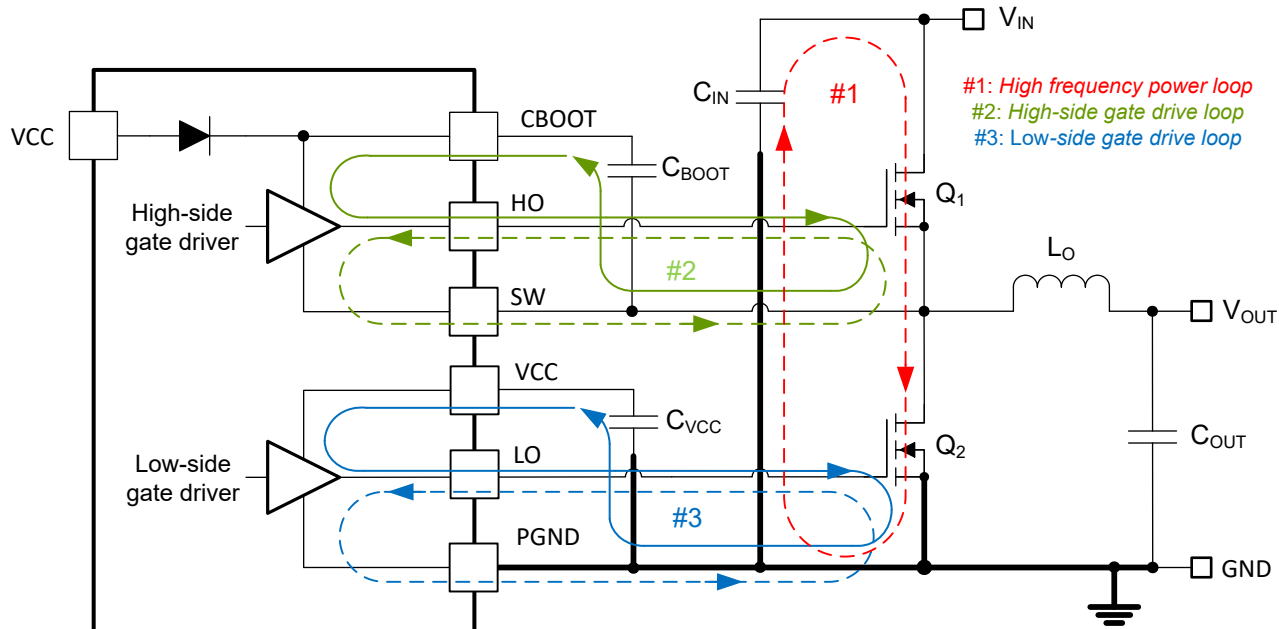 V_IN
#1: High frequency power loop
#2: High-side gate drive loop
#3: Low-side gate drive loop
C_IN
#1
VCC
CBOOT
C_BOOT
Q_1
High-side
gate driver
HO
#2
L_O
SW
V_OUT
VCC
C_VCC
Q_2
C_OUT
Low-side
gate driver
LO
#3
PGND
GND